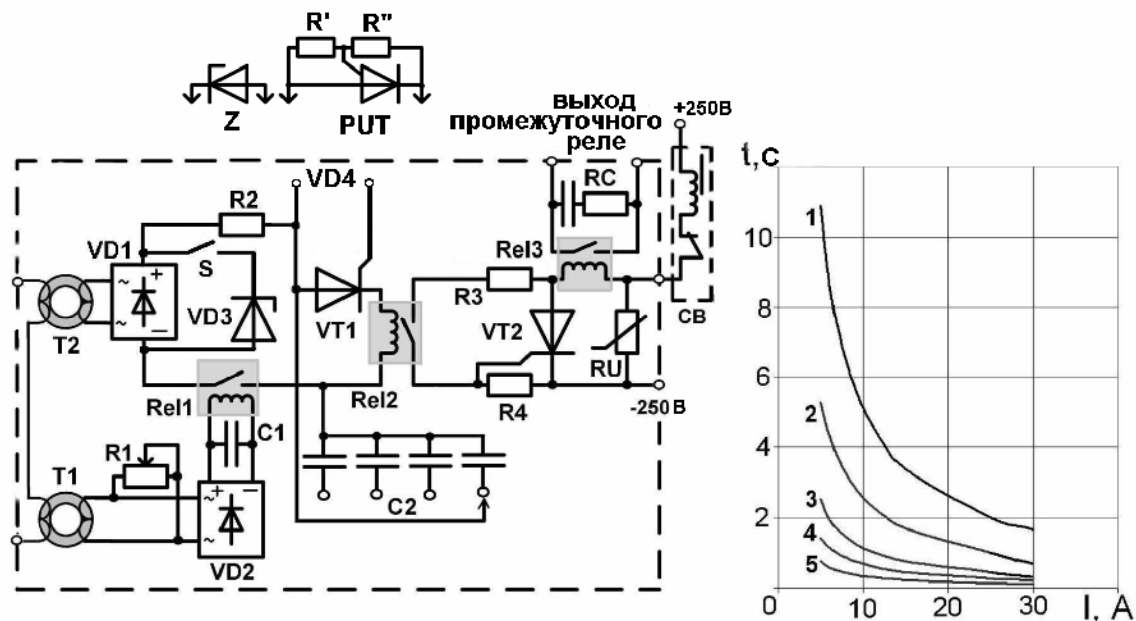 R' R"
Z PUT
ВЫХОД
ПРОМЕЖУТОЧНОГО
РЕЛЕ
+250В
VD4
RC
R2
VD1 + S
~ ~ −
VD3
T2
VT1
Rel3
R3
VT2
RU
CB
Rel1
Rel2
R4
-250В
C1
R1
T1
+ −
~ ~
C2
VD2
t,c
10
8
6
4
2
1
2
3
4
5
0 10 20 30 I, A